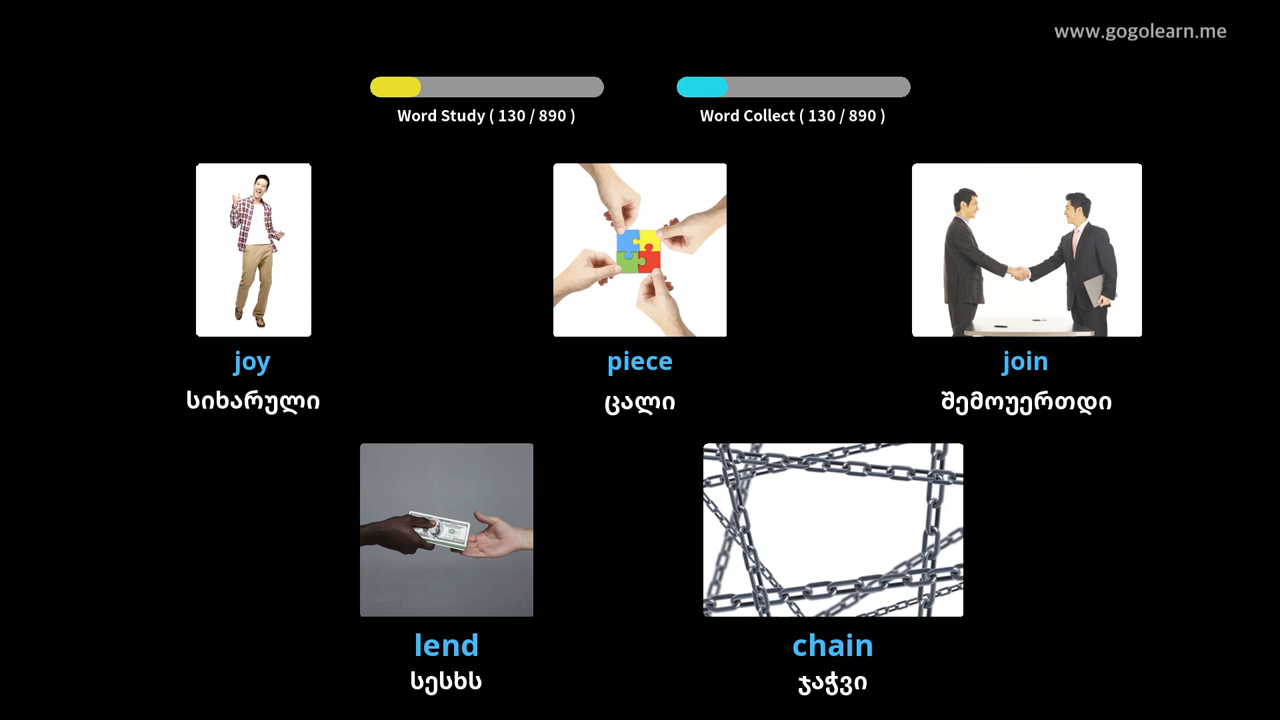 www.gogolearn.me
Word Study ( 130 / 890 )
Word Collect ( 130 / 890 )
joy
piece
join
სიხარული
ცალი
შემოუერთდი
lend
chain
სესხს
ჯაჭვი